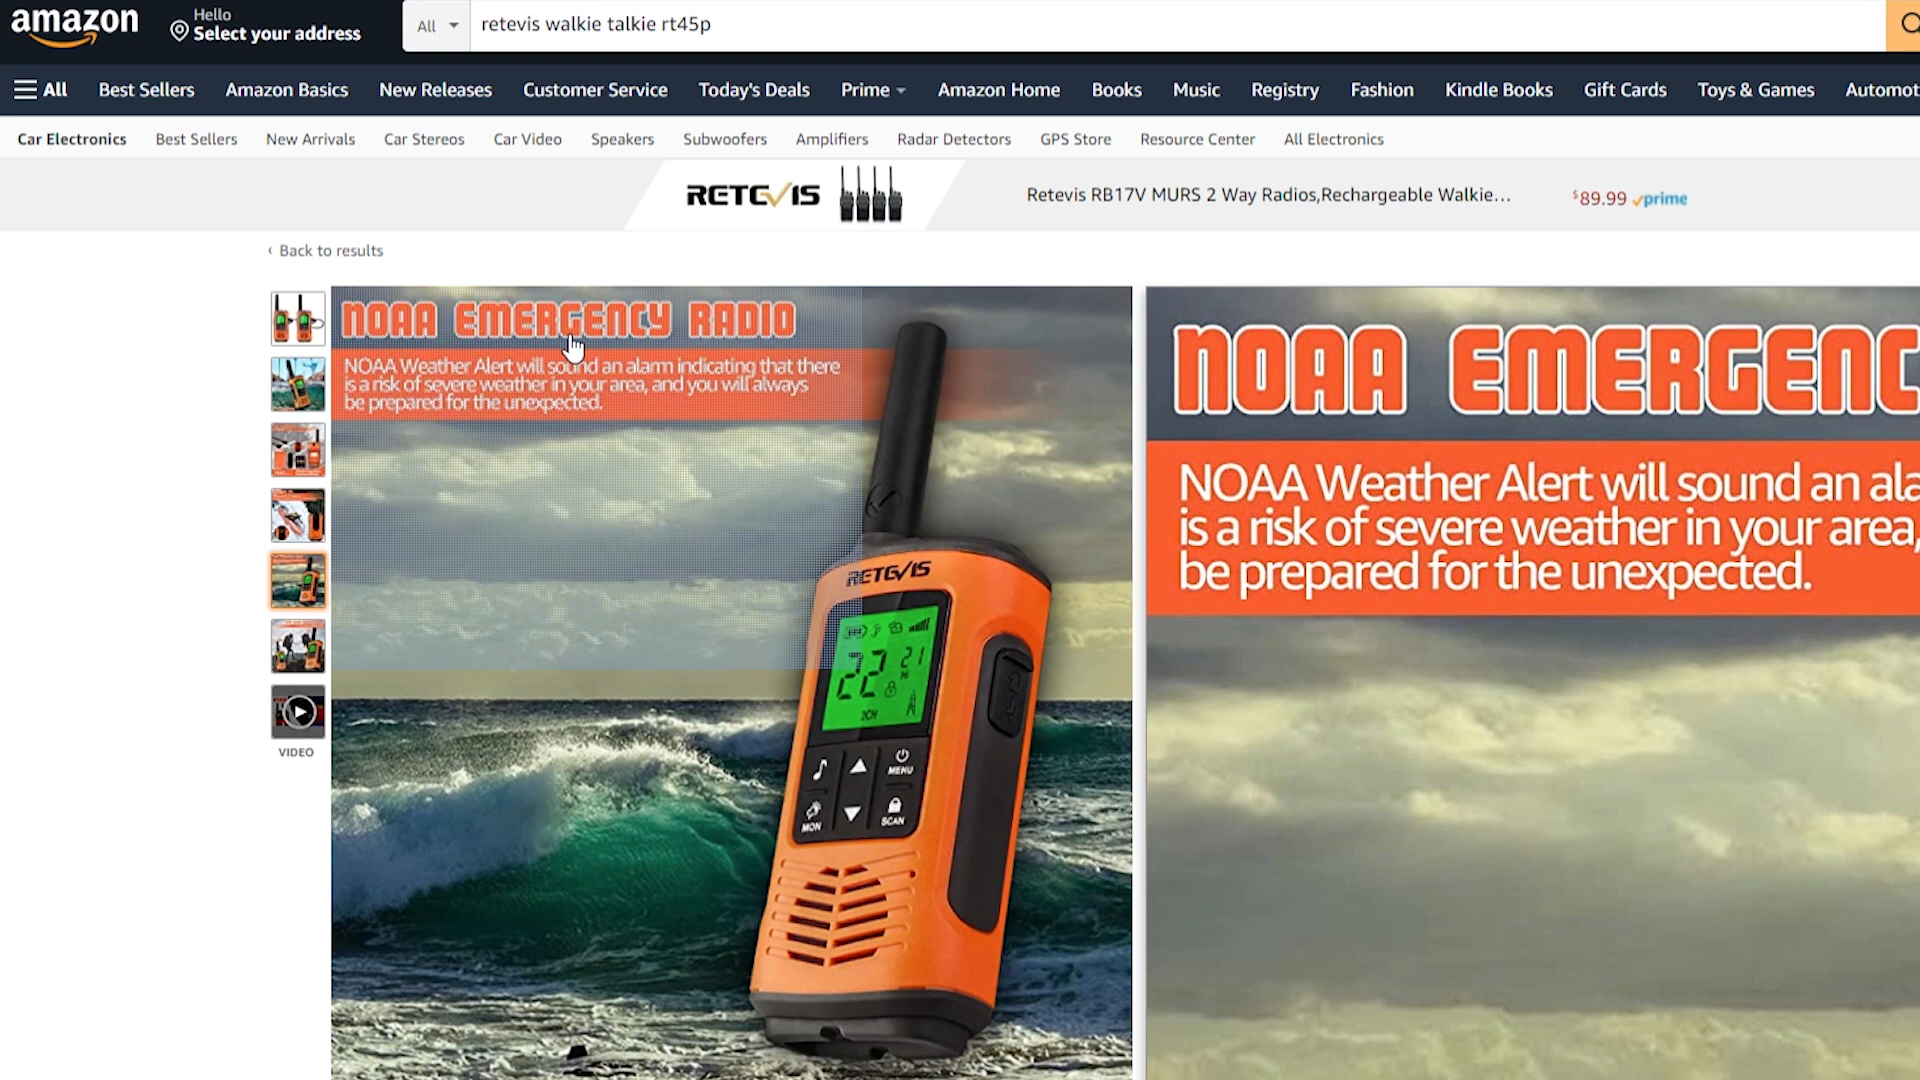 amazon
Hello
Select your address
All
retevis walkie talkie rt45p
All
Best Sellers
Amazon Basics
New Releases
Customer Service
Today's Deals
Prime
Amazon Home
Books
Music
Registry
Fashion
Kindle Books
Gift Cards
Toys & Games
Automot
Car Electronics
Best Sellers
New Arrivals
Car Stereos
Car Video
Speakers
Subwoofers
Amplifiers
Radar Detectors
GPS Store
Resource Center
All Electronics
RETEVIS
Retevis RB17V MURS 2 Way Radios,Rechargeable Walkie...
$89.99 prime
‹ Back to results
VIDEO
NOAA EMERGENCY RADIO
NOAA Weather Alert will sound an alarm indicating that there
is a risk of severe weather in your area, and you will always
be prepared for the unexpected.
RETEVIS
22
21
2CH
MENU
MON
SCAN
NOAA EMERGENC
NOAA Weather Alert will sound an ala
is a risk of severe weather in your area,
be prepared for the unexpected.